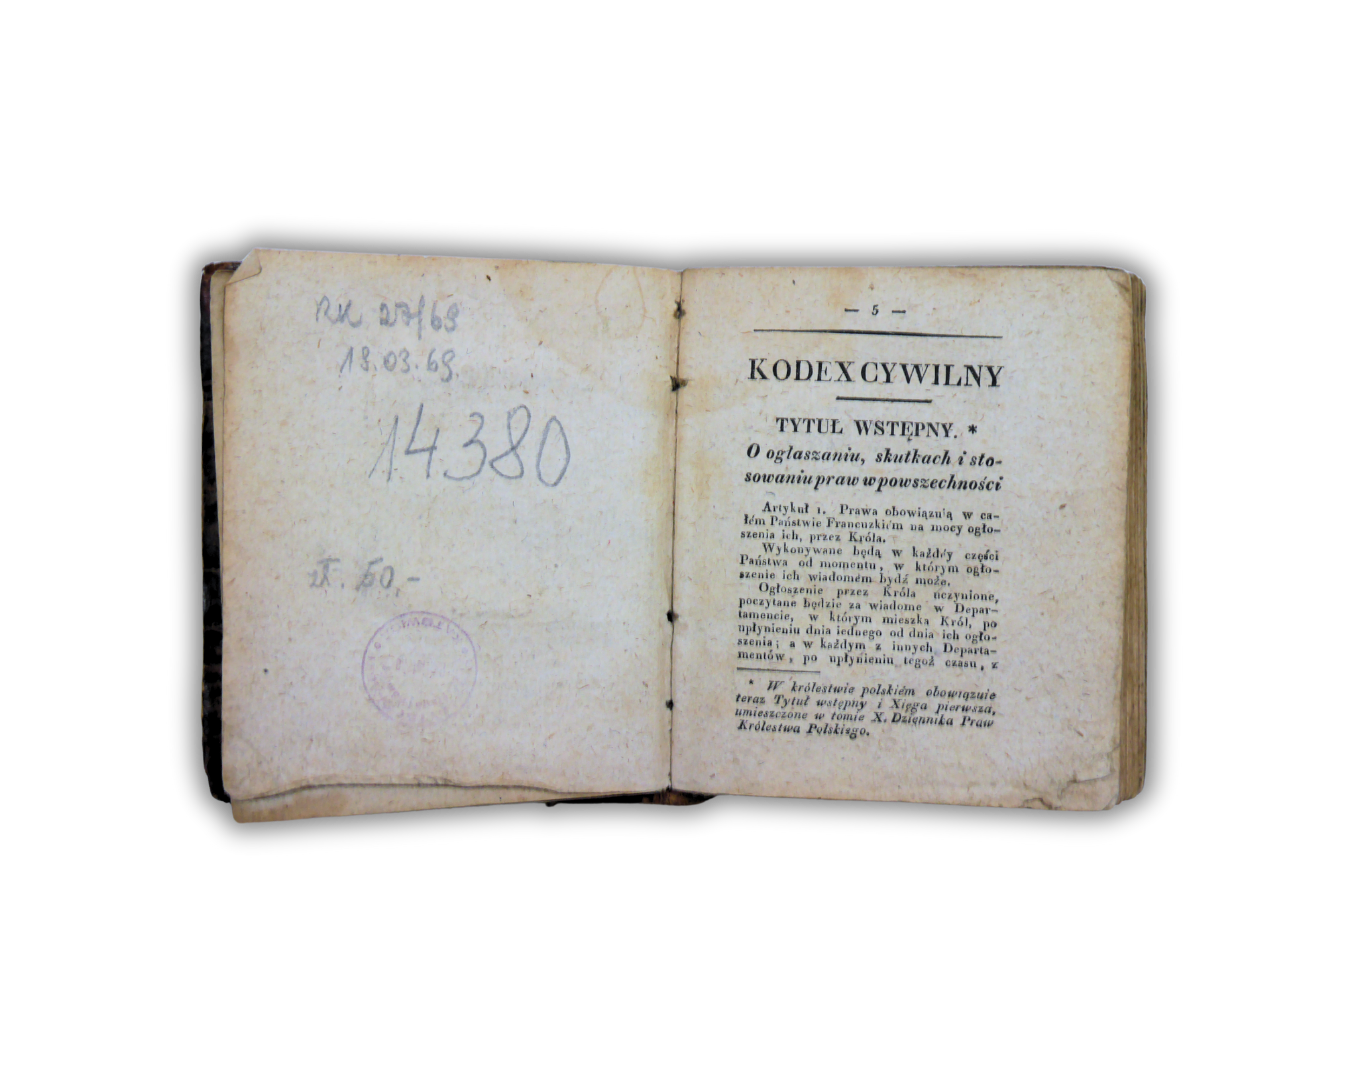 RK 27/69
19.03.69.
14380
zł. 60,-
— 5 —
KODEX CYWILNY
TYTUŁ WSTĘPNY. *
O ogłaszaniu, skutkach i sto-
sowaniu praw w powszechności
Artykuł 1. Prawa obowiązuią w ca-
łém Państwie Francuzkiém na mocy ogło-
szenia ich, przez Króla.
Wykonywane będą w każdéy części
Państwa od momentu, w którym ogło-
szenie ich wiadomém bydź może.
Ogłoszenie przez Króla uczynione,
poczytane będzie za wiadome w Depar-
tamencie, w którym mieszka Król, po
upłynieniu dnia iednego od dnia ich ogło-
szenia; a w każdym z innych Departa-
mentów, po upłynieniu tegoż czasu, z
* W królestwie polskiém obowiązuie
teraz Tytuł wstępny i Xięga pierwsza,
umieszczone w tomie X. Dziennika Praw
Królestwa Polskiego.